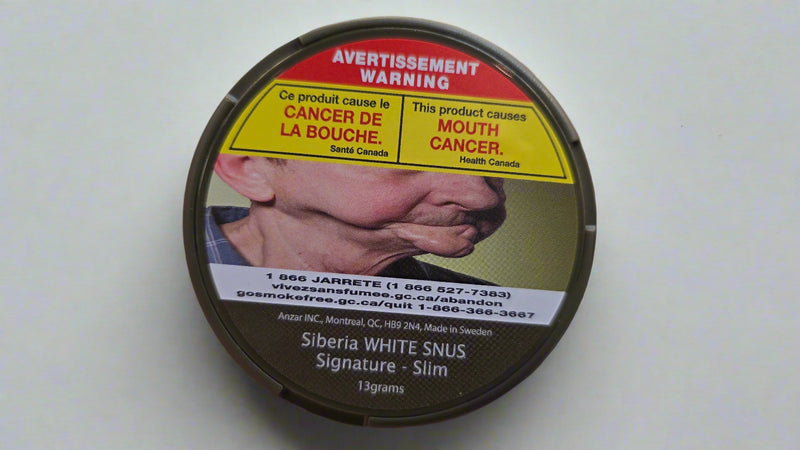 AVERTISSEMENT
WARNING
Ce produit cause le
CANCER DE
LA BOUCHE.
Santé Canada
This product causes
MOUTH
CANCER.
Health Canada
1 866 JARRETE (1 866 527-7383)
vivezsansfumee.gc.ca/abandon
gosmokefree.gc.ca/quit 1-866-366-3667
Anzar INC., Montreal, QC, H89 2N4, Made in Sweden
Siberia WHITE SNUS
Signature - Slim
13grams